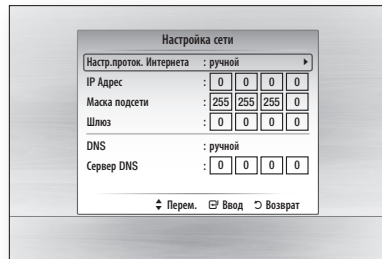 Настройка сети
Настр.проток. Интернета : ручной
IP Адрес : 0 0 0 0
Маска подсети : 255 255 255 0
Шлюз : 0 0 0 0
DNS : ручной
Сервер DNS : 0 0 0 0
Перем. Ввод Возврат